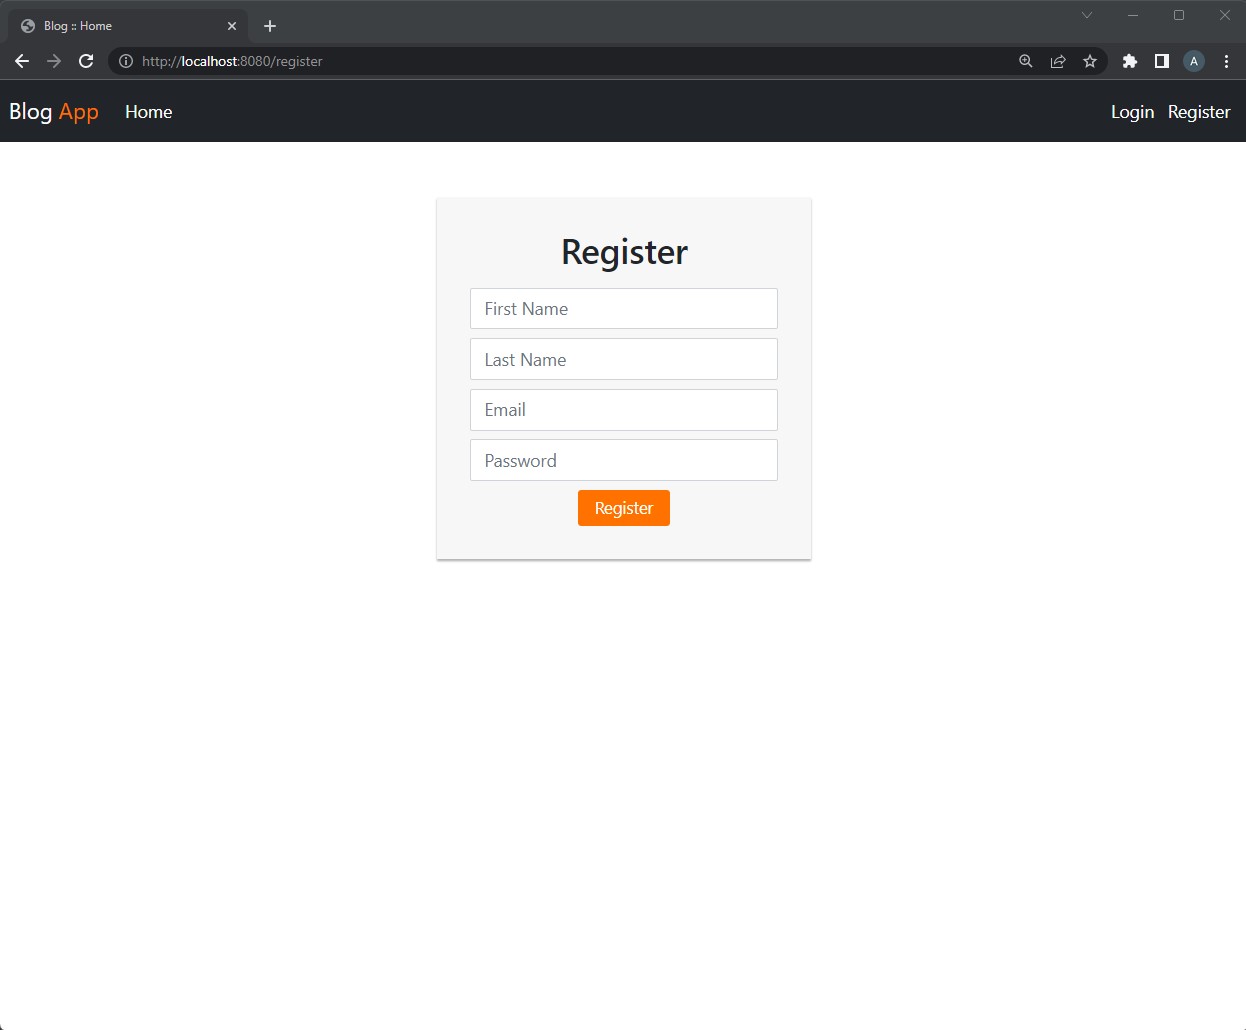 Blog :: Home
http://localhost:8080/register
A
Blog App Home Login Register
Register
First Name
Last Name
Email
Password
Register